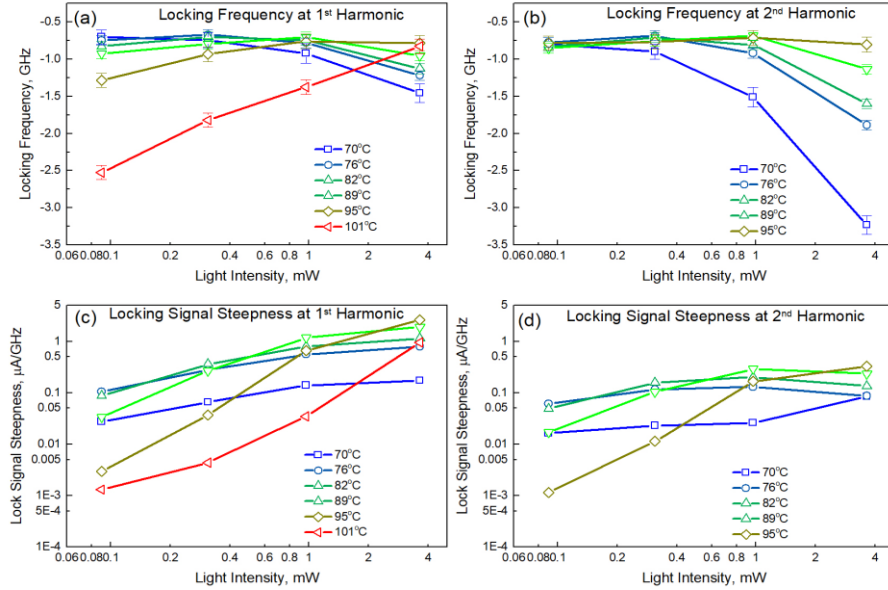 (a) Locking Frequency at 1st Harmonic
-0.5
-1.0
-1.5
-2.0
-2.5
-3.0
-3.5
Locking Frequency, GHz
70°C
76°C
82°C
89°C
95°C
101°C
0.06 0.08 0.1 0.2 0.4 0.6 0.8 1 2 4
Light Intensity, mW
(b) Locking Frequency at 2nd Harmonic
-0.5
-1.0
-1.5
-2.0
-2.5
-3.0
-3.5
Locking Frequency, GHz
70°C
76°C
82°C
89°C
95°C
0.06 0.08 0.1 0.2 0.4 0.6 0.8 1 2 4
Light Intensity, mW
(c) Locking Signal Steepness at 1st Harmonic
5
1
0.5
0.1
0.05
0.01
0.005
1E-3
5E-4
1E-4
Lock Signal Steepness, µA/GHz
70°C
76°C
82°C
89°C
95°C
101°C
0.06 0.08 0.1 0.2 0.4 0.6 0.8 1 2 4
Light Intensity, mW
(d) Locking Signal Steepness at 2nd Harmonic
5
1
0.5
0.1
0.05
0.01
0.005
1E-3
5E-4
1E-4
Lock Signal Steepness, µA/GHz
70°C
76°C
82°C
89°C
95°C
0.06 0.08 0.1 0.2 0.4 0.6 0.8 1 2 4
Light Intensity, mW